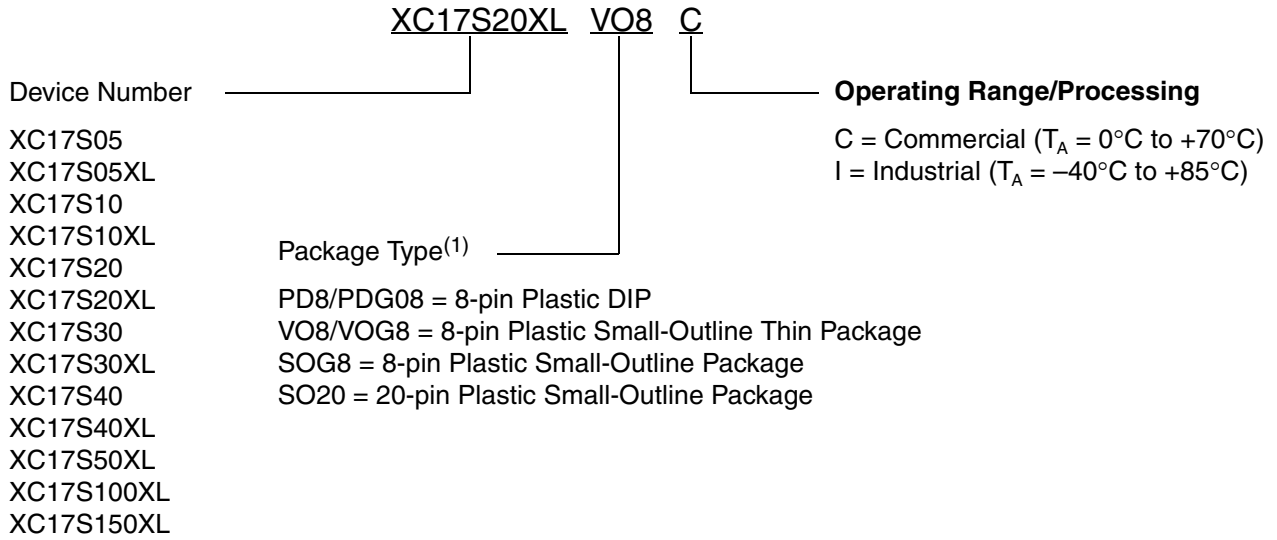 XC17S20XL VO8 C
Device Number
XC17S05
XC17S05XL
XC17S10
XC17S10XL
XC17S20
XC17S20XL
XC17S30
XC17S30XL
XC17S40
XC17S40XL
XC17S50XL
XC17S100XL
XC17S150XL
Package Type(1)
PD8/PDG08 = 8-pin Plastic DIP
VO8/VOG8 = 8-pin Plastic Small-Outline Thin Package
SOG8 = 8-pin Plastic Small-Outline Package
SO20 = 20-pin Plastic Small-Outline Package
Operating Range/Processing
C = Commercial (TA = 0°C to +70°C)
I = Industrial (TA = –40°C to +85°C)